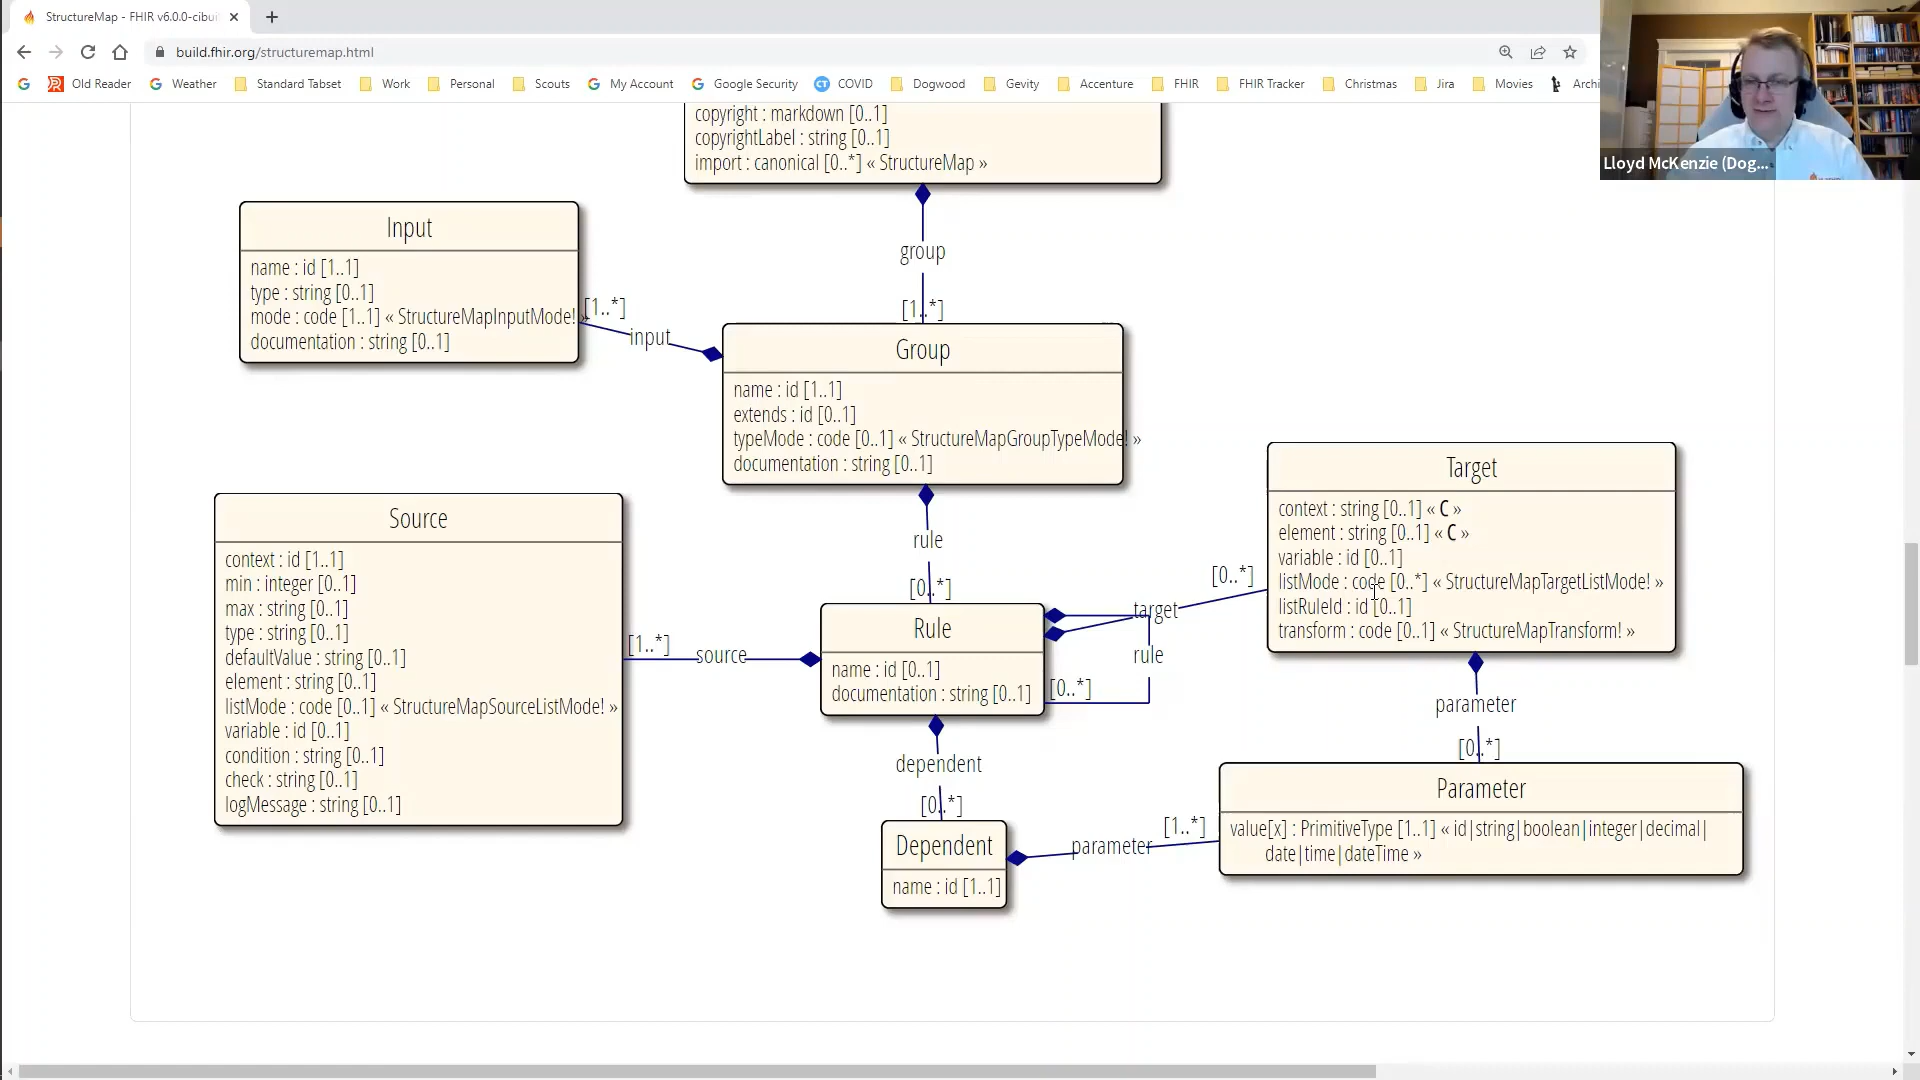 StructureMap - FHIR v6.0.0-cibui
build.fhir.org/structuremap.html
Old Reader
Weather
Standard Tabset
Work
Personal
Scouts
My Account
Google Security
COVID
Dogwood
Gevity
Accenture
FHIR
FHIR Tracker
Christmas
Jira
Movies
Archi
Lloyd McKenzie (Dog...
copyright : markdown [0..1]
copyrightLabel : string [0..1]
import : canonical [0..*] « StructureMap »
group
[1..*]
Input
name : id [1..1]
type : string [0..1]
mode : code [1..1] « StructureMapInputMode! »
documentation : string [0..1]
[1..*]
input
Group
name : id [1..1]
extends : id [0..1]
typeMode : code [0..1] « StructureMapGroupTypeMode! »
documentation : string [0..1]
rule
[0..*]
Source
context : id [1..1]
min : integer [0..1]
max : string [0..1]
type : string [0..1]
defaultValue : string [0..1]
element : string [0..1]
listMode : code [0..1] « StructureMapSourceListMode! »
variable : id [0..1]
condition : string [0..1]
check : string [0..1]
logMessage : string [0..1]
[1..*]
source
Rule
name : id [0..1]
documentation : string [0..1]
target
[0..*]
rule
[0..*]
Target
context : string [0..1] « C »
element : string [0..1] « C »
variable : id [0..1]
listMode : code [0..*] « StructureMapTargetListMode! »
listRuleId : id [0..1]
transform : code [0..1] « StructureMapTransform! »
parameter
[0..*]
dependent
[0..*]
Dependent
name : id [1..1]
parameter
[1..*]
Parameter
value[x] : PrimitiveType [1..1] « id|string|boolean|integer|decimal|
date|time|dateTime »